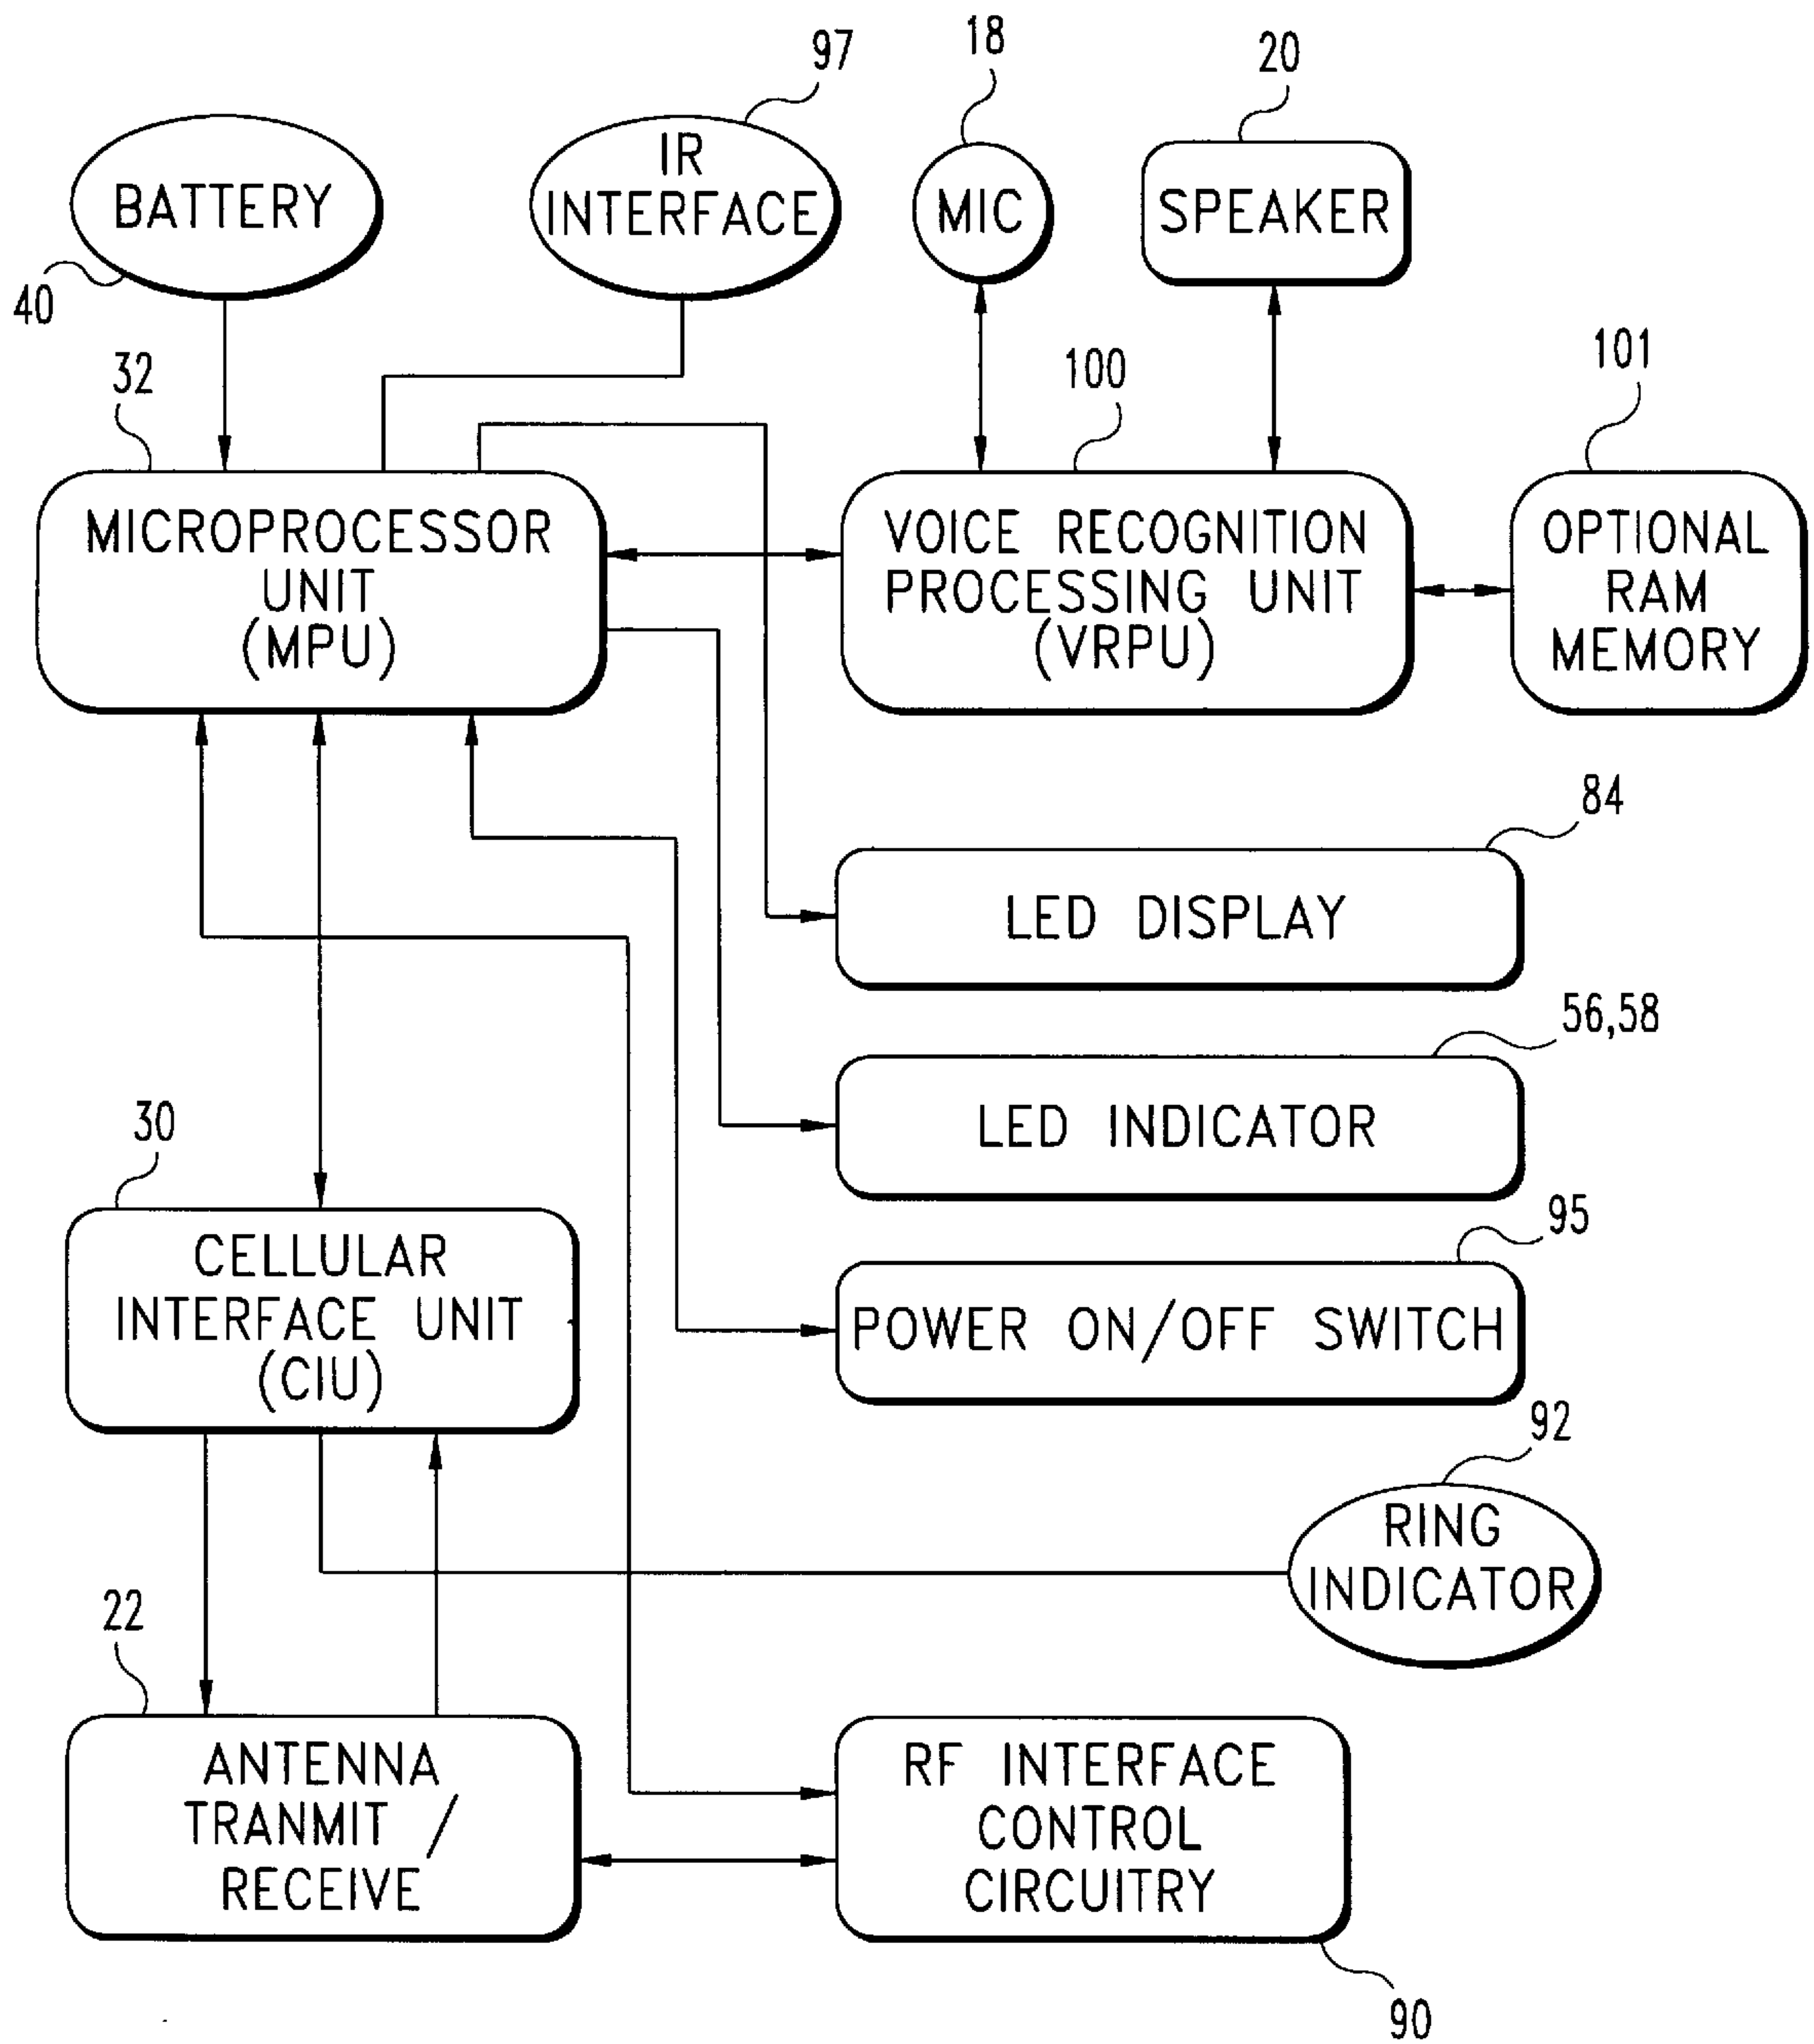 97
18
20
BATTERY
IR
INTERFACE
MIC
SPEAKER
40
32
100
101
MICROPROCESSOR
UNIT
(MPU)
VOICE RECOGNITION
PROCESSING UNIT
(VRPU)
OPTIONAL
RAM
MEMORY
84
LED DISPLAY
56,58
LED INDICATOR
30
95
CELLULAR
INTERFACE UNIT
(CIU)
POWER ON/OFF SWITCH
92
RING
INDICATOR
22
ANTENNA
TRANMIT/
RECEIVE
RF INTERFACE
CONTROL
CIRCUITRY
90